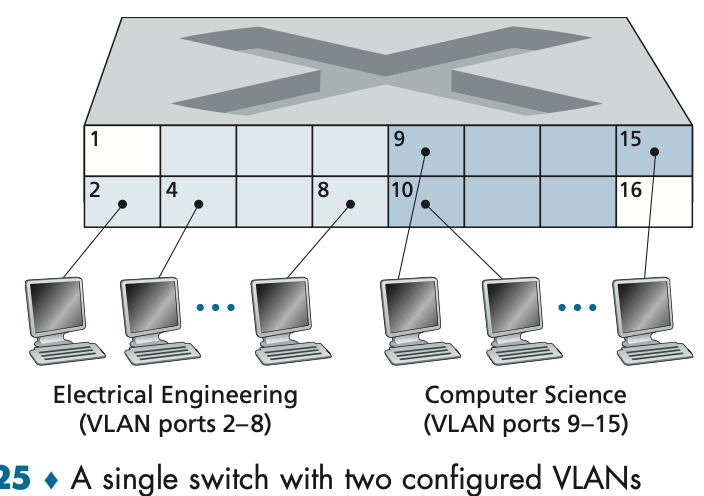 1
9
15
2
4
8
10
16
Electrical Engineering
(VLAN ports 2–8)
Computer Science
(VLAN ports 9–15)
25 ♦ A single switch with two configured VLANs